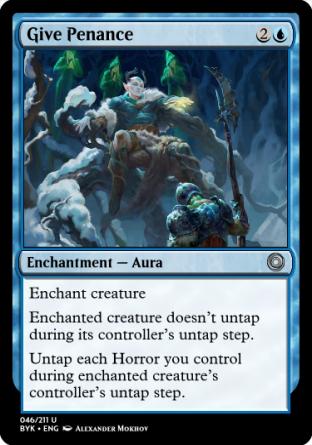 Give Penance 2
Enchantment — Aura
Enchant creature
Enchanted creature doesn't untap
during its controller's untap step.
Untap each Horror you control
during enchanted creature's
controller's untap step.
046/211 U
BYK • ENG ALEXANDER MOKHOV